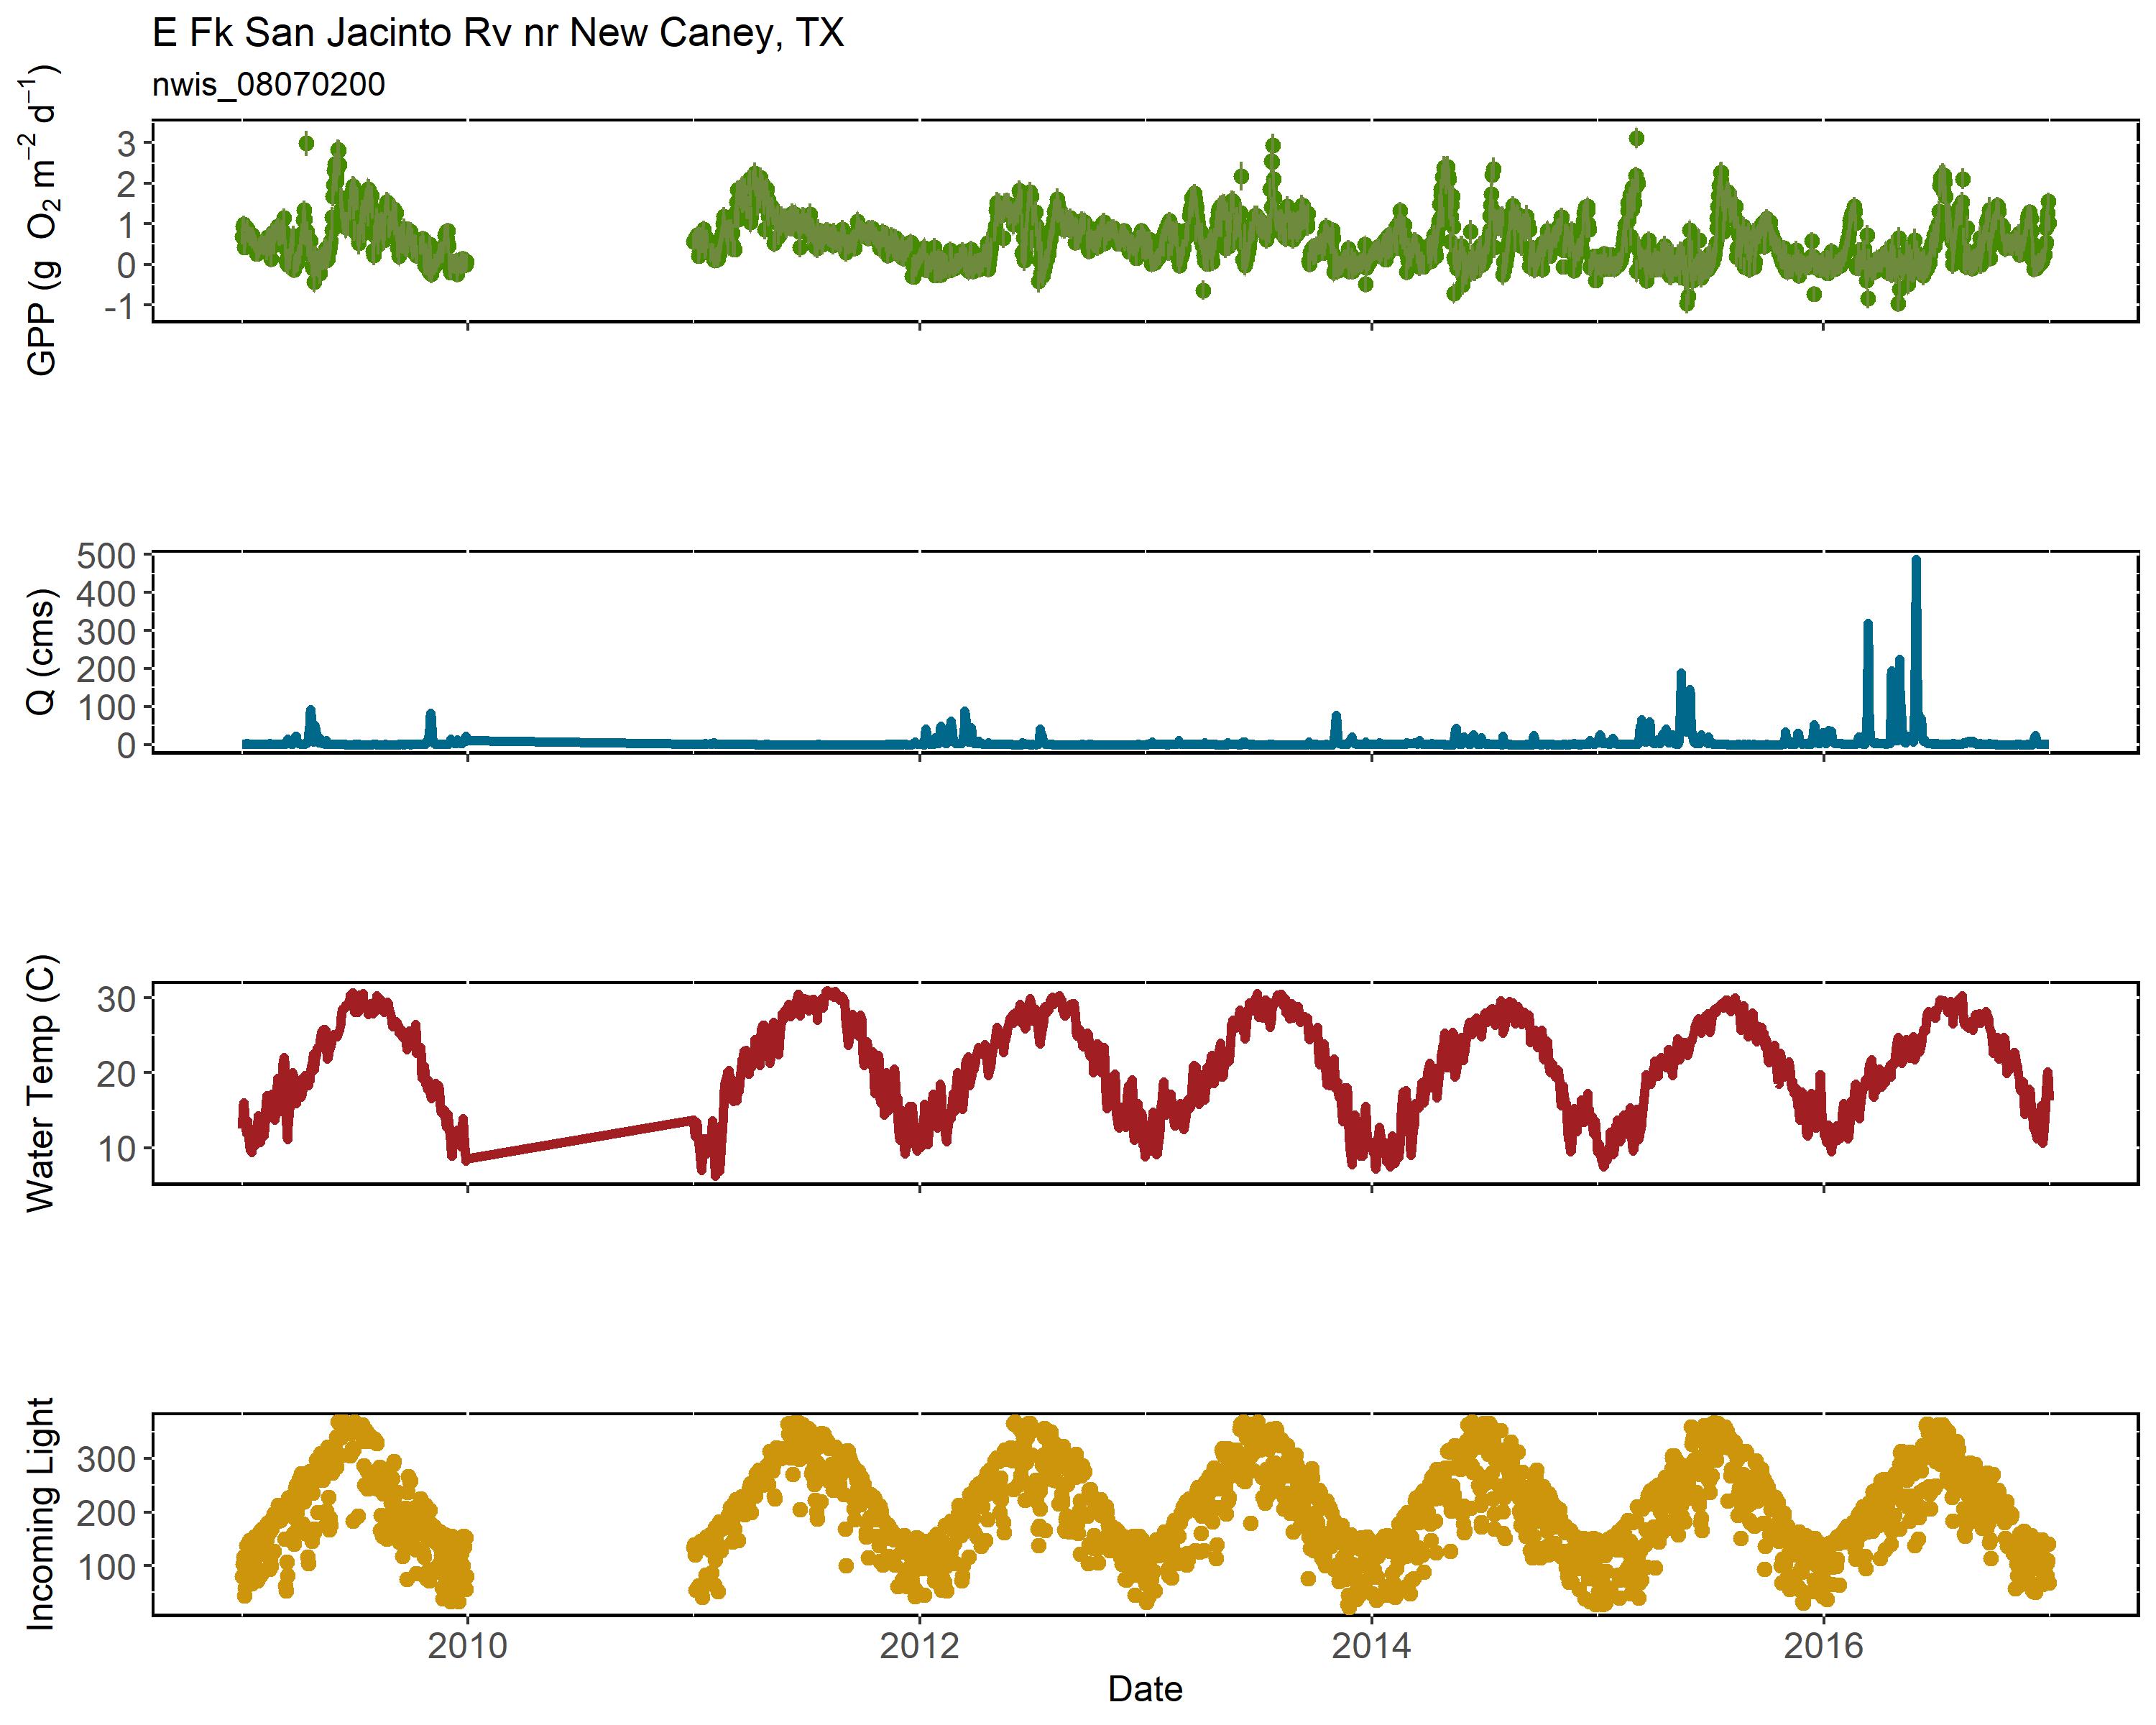 E Fk San Jacinto Rv nr New Caney, TX
nwis_08070200
GPP (g O₂ m⁻² d⁻¹)
3
2
1
0
-1
Q (cms)
500
400
300
200
100
0
Water Temp (C)
30
20
10
Incoming Light
300
200
100
2010 2012 2014 2016
Date